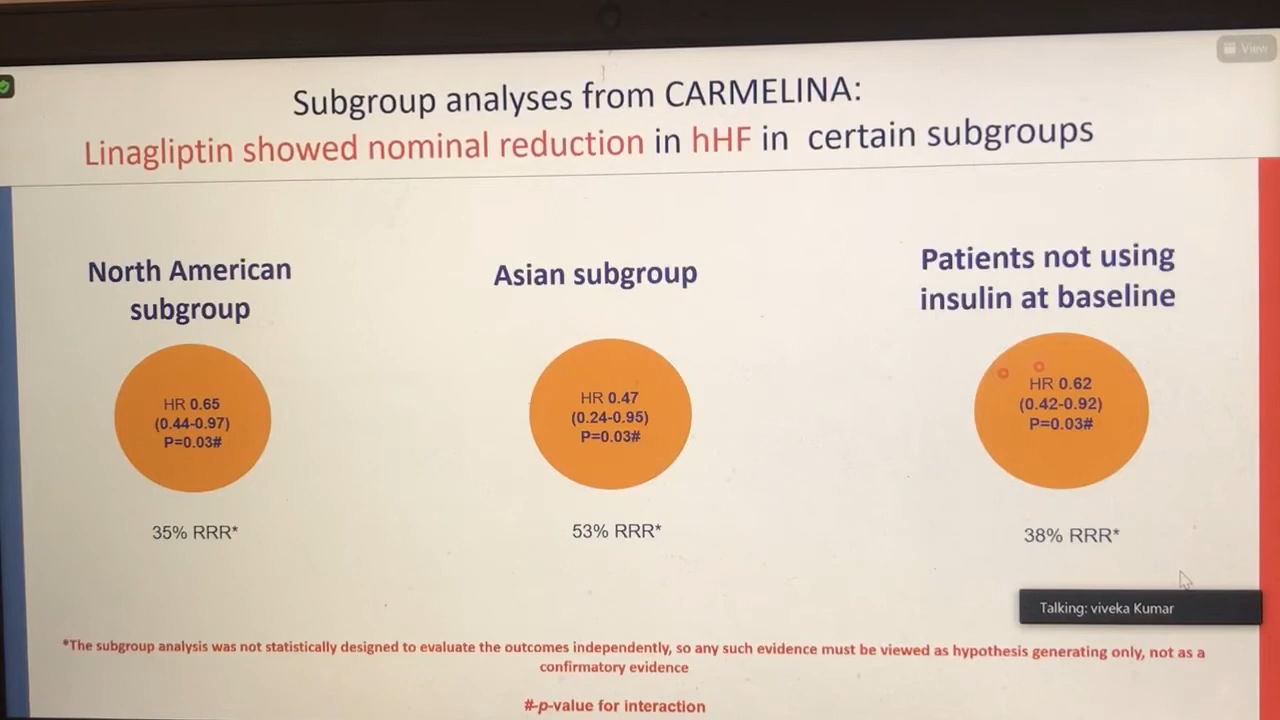 View
Subgroup analyses from CARMELINA:
Linagliptin showed nominal reduction in hHF in certain subgroups
North American
subgroup
HR 0.65
(0.44-0.97)
P=0.03#
35% RRR*
Asian subgroup
HR 0.47
(0.24-0.95)
P=0.03#
53% RRR*
Patients not using
insulin at baseline
HR 0.62
(0.42-0.92)
P=0.03#
38% RRR*
Talking: viveka Kumar
*The subgroup analysis was not statistically designed to evaluate the outcomes independently, so any such evidence must be viewed as hypothesis generating only, not as a
confirmatory evidence
#-p-value for interaction